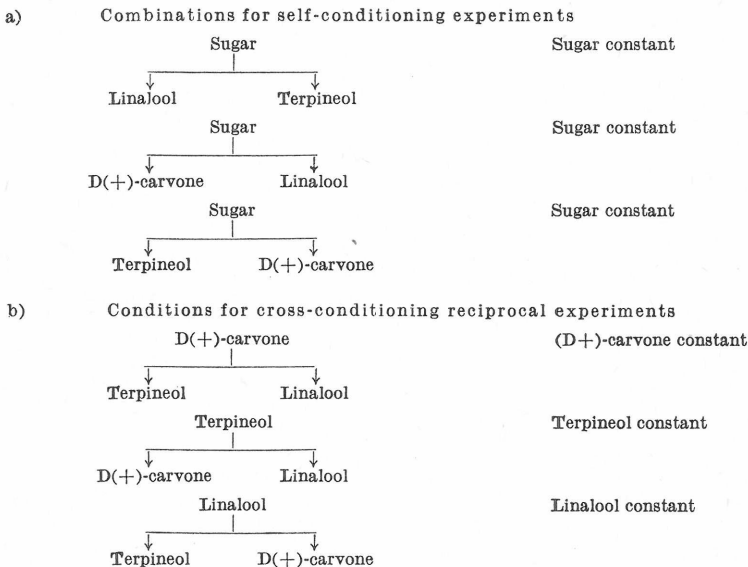 a) Combinations for self-conditioning experiments
Sugar Sugar constant
Linalool Terpineol
Sugar Sugar constant
D(+)-carvone Linalool
Sugar Sugar constant
Terpineol D(+)-carvone
b) Conditions for cross-conditioning reciprocal experiments
D(+)-carvone (D+)-carvone constant
Terpineol Linalool
Terpineol Terpineol constant
D(+)-carvone Linalool
Linalool Linalool constant
Terpineol D(+)-carvone